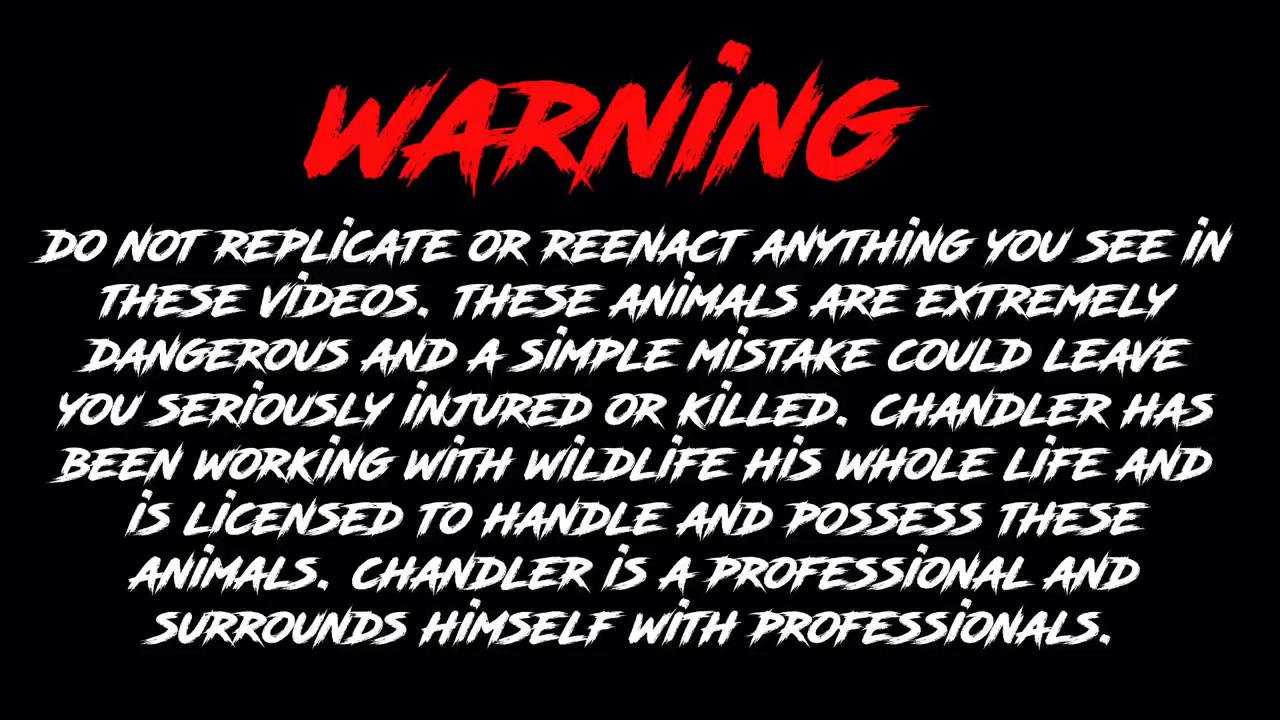 WARNiNG
DO NOT REPLiCATE OR REENACT ANYTHiNG YOU SEE iN
THESE ViDEOS. THESE ANiMALS ARE EXTREMELY
DANGEROUS AND A SiMPLE MiSTAKE COULD LEAVE
YOU SERiOUSLY iNJURED OR KiLLED. CHANDLER HAS
BEEN WORKiNG WiTH WiLDLiFE HiS WHOLE LiFE AND
iS LiCENSED TO HANDLE AND POSSESS THESE
ANiMALS. CHANDLER iS A PROFESSiONAL AND
SURROUNDS HiMSELF WiTH PROFESSiONALS.